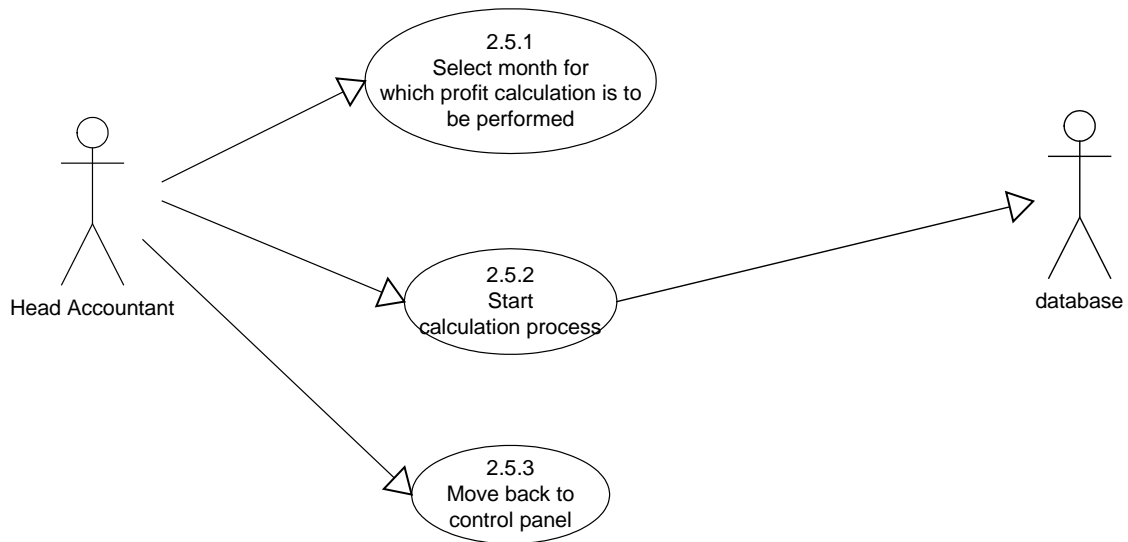 2.5.1
Select month for
which profit calculation is to
be performed
Head Accountant
2.5.2
Start
calculation process
database
2.5.3
Move back to
control panel